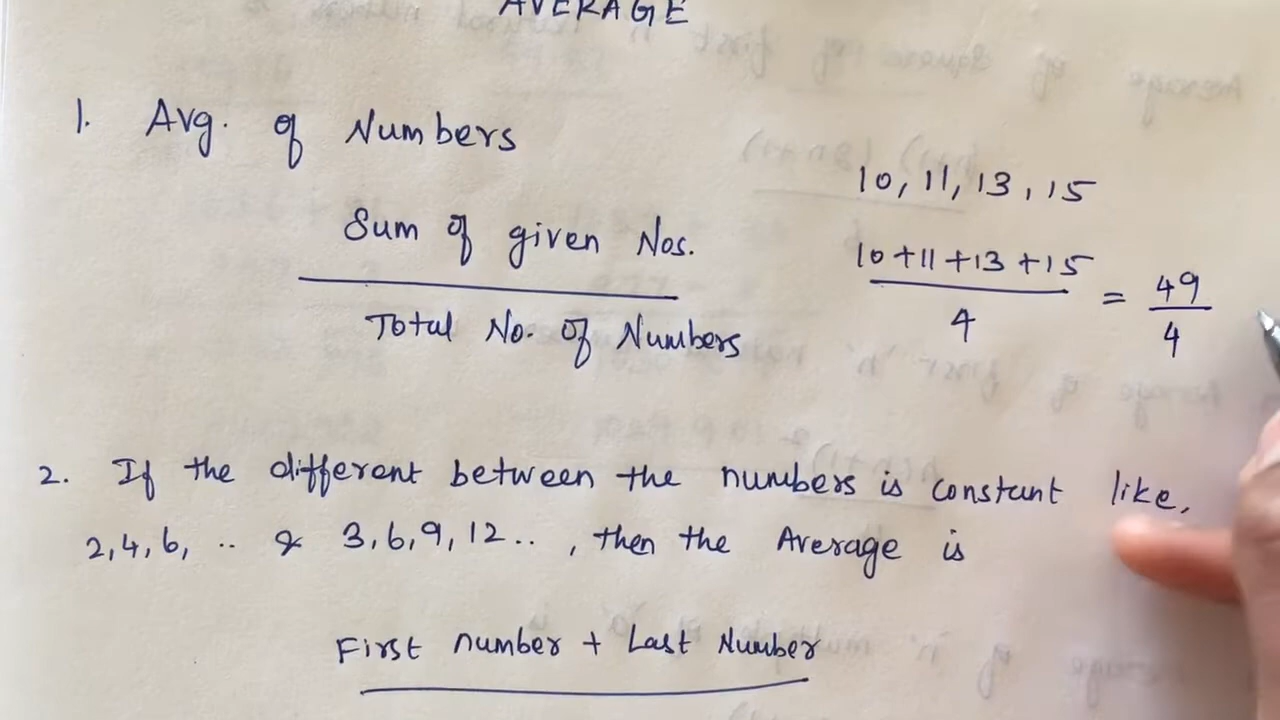 AVERAGE
1. Avg. of Numbers
Sum of given Nos.
Total No. of Numbers
10, 11, 13, 15
10+11+13+15
4
= 49
4
2. If the different between the numbers is constant like,
2,4,6, .. & 3,6,9,12.. , then the Average is
First number + Last Number